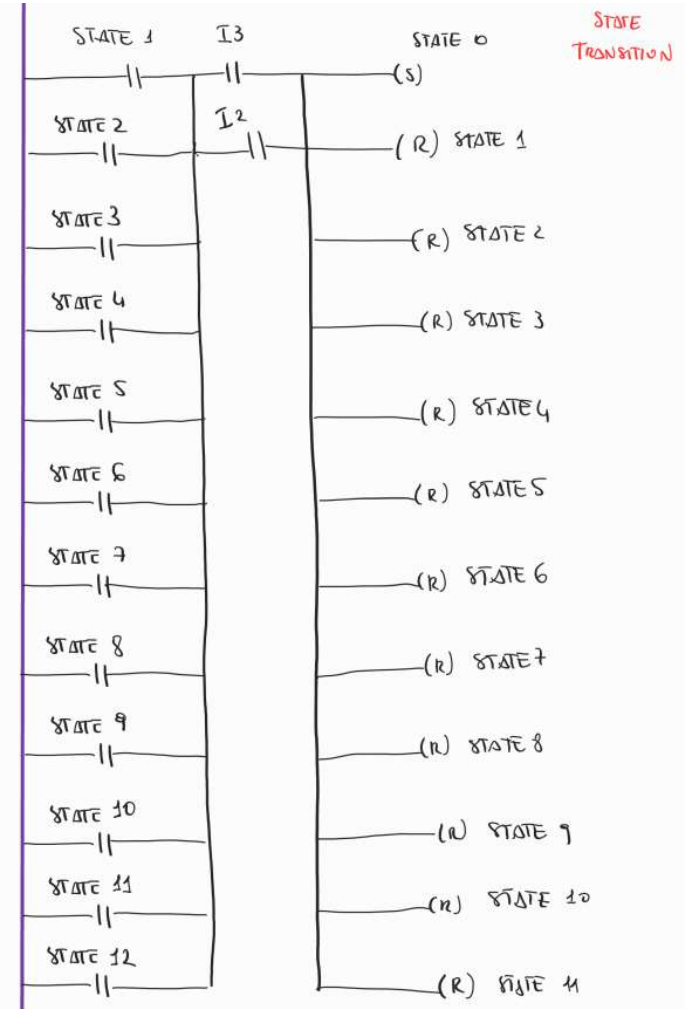 STATE 1 I3 STATE 0 STATE TRANSITION
(S)
STATE 2 I2
(R) STATE 1
STATE 3
(R) STATE 2
STATE 4
(R) STATE 3
STATE 5
(R) STATE 4
STATE 6
(R) STATE 5
STATE 7
(R) STATE 6
STATE 8
(R) STATE 7
STATE 9
(R) STATE 8
STATE 10
(R) STATE 9
STATE 11
(R) STATE 10
STATE 12
(R) STATE 11